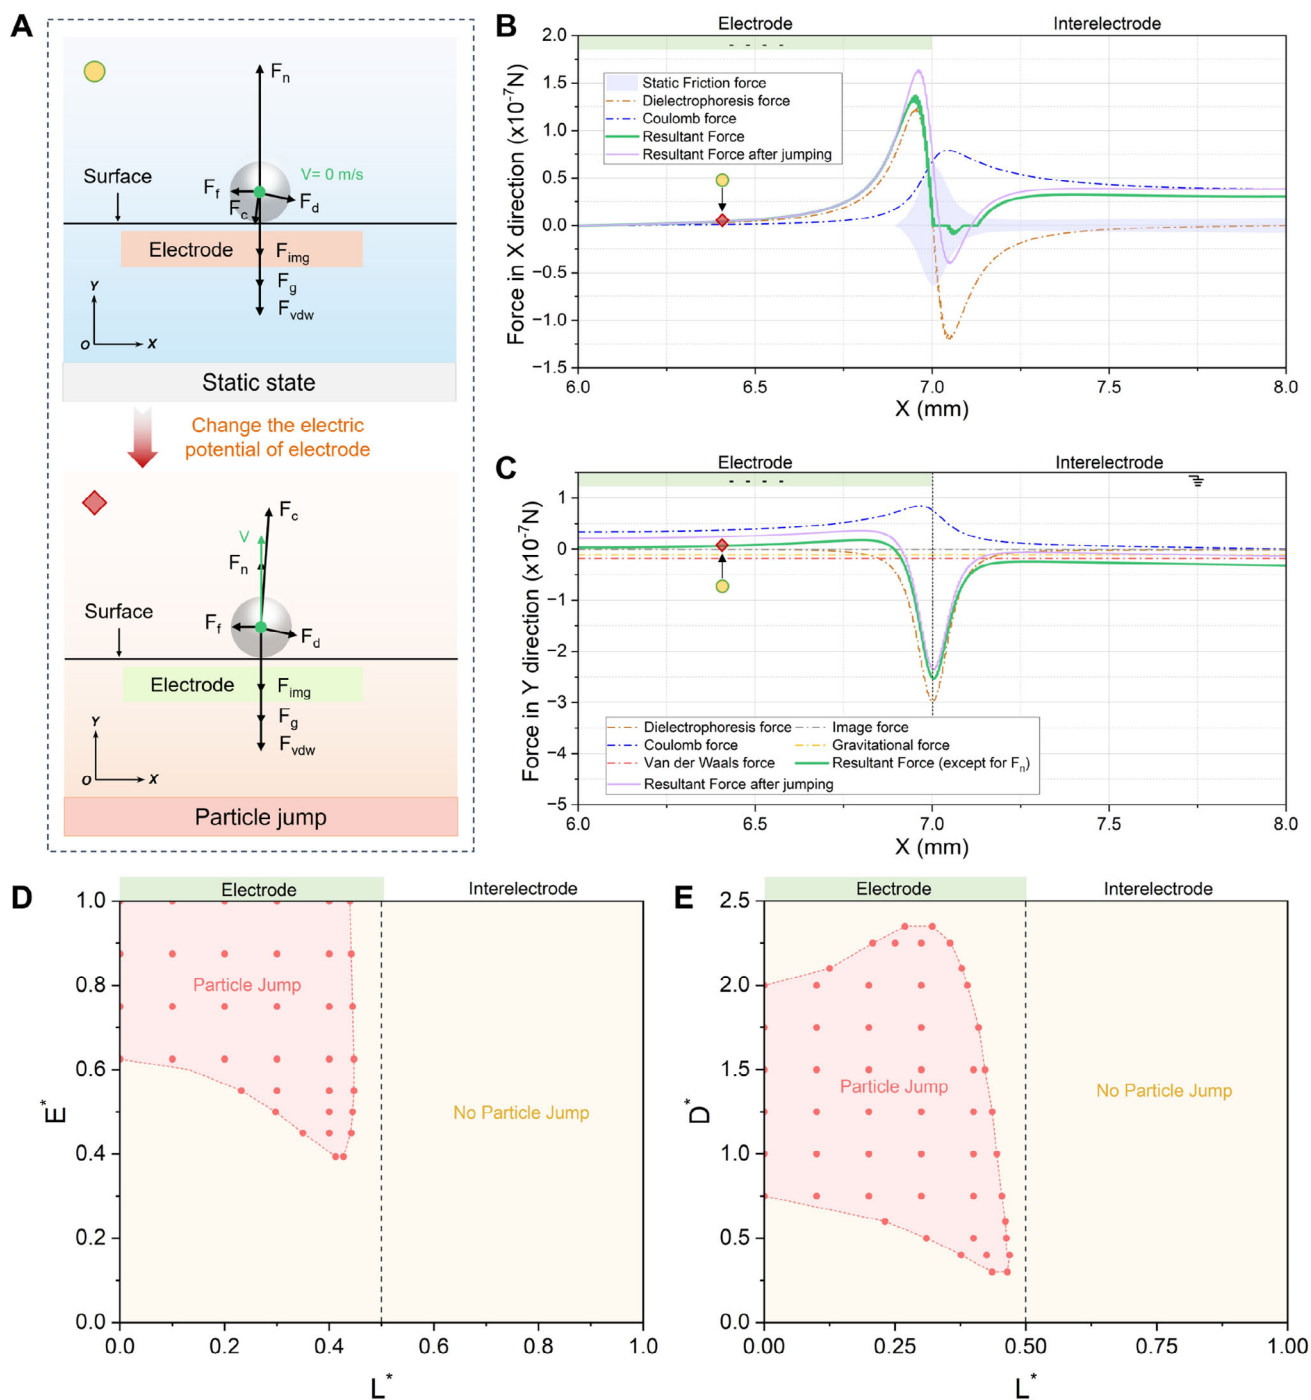 A
Fn
V= 0 m/s
Surface
Ff
Fd
Fc
Electrode
Fimg
Fg
Fvdw
Y
O
X
Static state
Change the electric
potential of electrode
Fc
V
Fn
Surface
Ff
Fd
Electrode
Fimg
Fg
Fvdw
Y
O
X
Particle jump
B
Electrode
Interelectrode
- - - -
Static Friction force
Dielectrophoresis force
Coulomb force
Resultant Force
Resultant Force after jumping
Force in X direction (x10⁻⁷N)
2.0
1.5
1.0
0.5
0.0
−0.5
−1.0
−1.5
6.0 6.5 7.0 7.5 8.0
X (mm)
C
Electrode
Interelectrode
- - - -
Dielectrophoresis force
Image force
Coulomb force
Gravitational force
Van der Waals force
Resultant Force (except for Fn)
Resultant Force after jumping
Force in Y direction (x10⁻⁷N)
1
0
−1
−2
−3
−4
−5
6.0 6.5 7.0 7.5 8.0
X (mm)
D
Electrode
Interelectrode
Particle Jump
No Particle Jump
E*
1.0
0.8
0.6
0.4
0.2
0.0
0.0 0.2 0.4 0.6 0.8 1.0
L*
E
Electrode
Interelectrode
Particle Jump
No Particle Jump
D*
2.5
2.0
1.5
1.0
0.5
0.0
0.00 0.25 0.50 0.75 1.00
L*